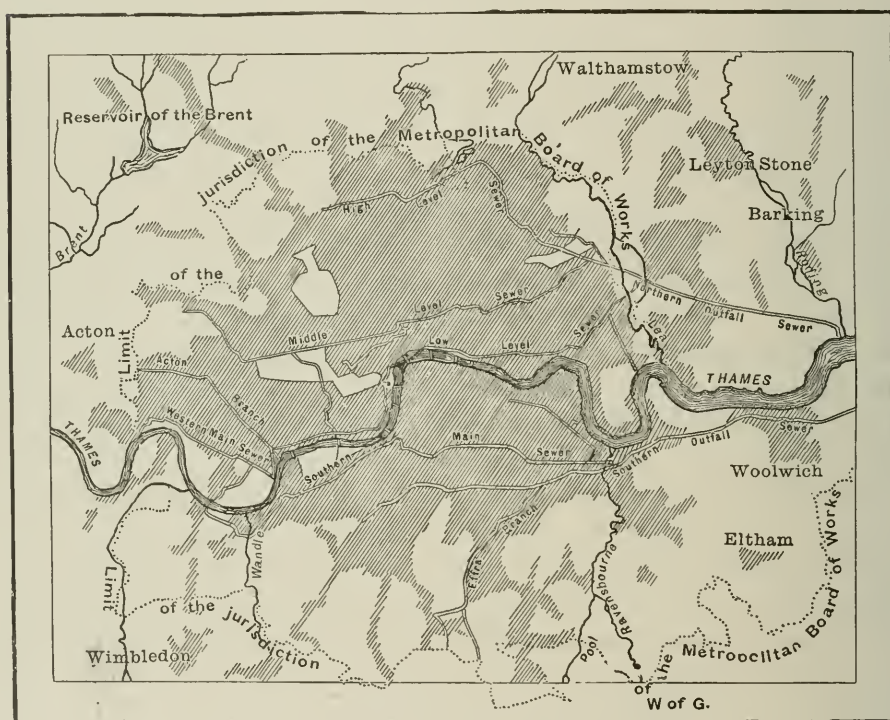 Walthamstow
Reservoir of the Brent
Jurisdiction of the Metropolitan Board of Works
Leyton Stone
High Level Sewer
Barking
Brent
Roding
of the
Northern Outfall Sewer
Middle Level Sewer
Acton
Limit
Low Level Sewer
Lea
Acton Branch
THAMES
THAMES
Western Main Sewer
Southern Main Sewer
Southern Outfall Sewer
Woolwich
Effra Branch
Eltham
Wandle
Ravensbourne
Limit of the Jurisdiction
Pool
of the Metrooclitan Board of Works
Wimbledon
of
W of G.